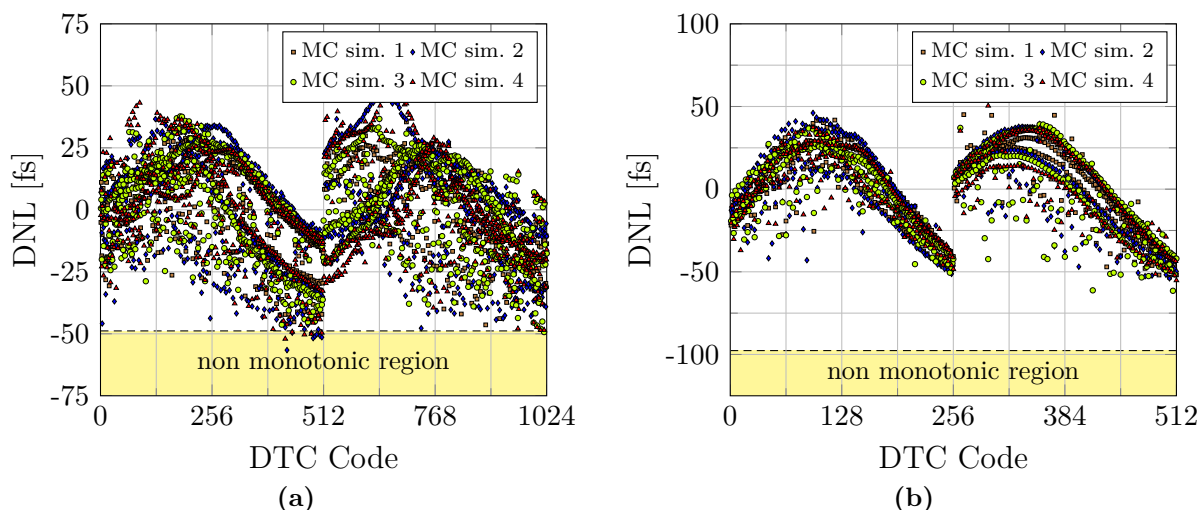 75
50
25
0
-25
-50
-75
DNL [fs]
MC sim. 1 MC sim. 2
MC sim. 3 MC sim. 4
non monotonic region
0 256 512 768 1024
DTC Code
(a)
100
50
0
-50
-100
DNL [fs]
MC sim. 1 MC sim. 2
MC sim. 3 MC sim. 4
non monotonic region
0 128 256 384 512
DTC Code
(b)